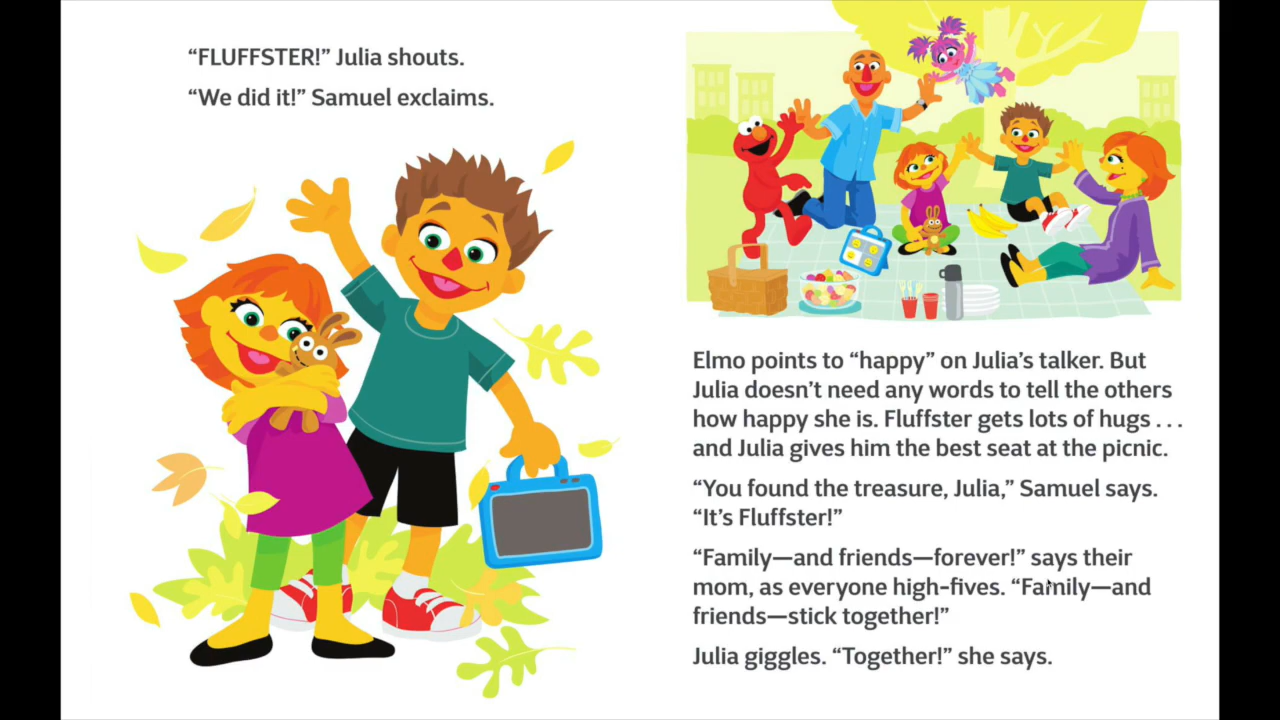 “FLUFFSTER!” Julia shouts.
“We did it!” Samuel exclaims.
Elmo points to “happy” on Julia’s talker. But
Julia doesn’t need any words to tell the others
how happy she is. Fluffster gets lots of hugs . . .
and Julia gives him the best seat at the picnic.
“You found the treasure, Julia,” Samuel says.
“It’s Fluffster!”
“Family—and friends—forever!” says their
mom, as everyone high-fives. “Family—and
friends—stick together!”
Julia giggles. “Together!” she says.